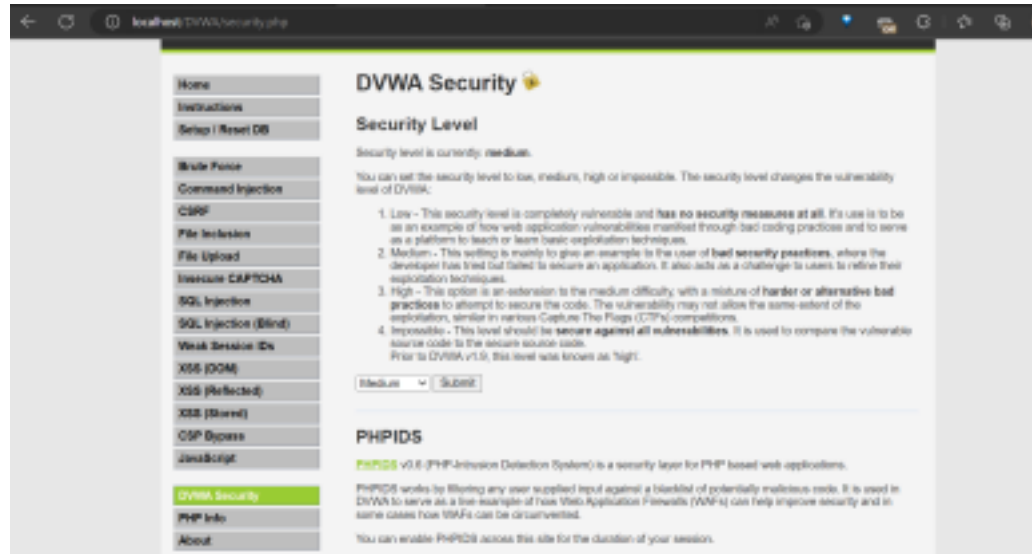 localhost/DVWA/security.php
Home
Instructions
Setup / Reset DB
Brute Force
Command Injection
CSRF
File Inclusion
File Upload
Insecure CAPTCHA
SQL Injection
SQL Injection (Blind)
Weak Session IDs
XSS (DOM)
XSS (Reflected)
XSS (Stored)
CSP Bypass
JavaScript
DVWA Security
PHP Info
About
DVWA Security
Security Level
Security level is currently: medium.
You can set the security level to low, medium, high or impossible. The security level changes the vulnerability
level of DVWA:
1. Low - This security level is completely vulnerable and has no security measures at all. It's use is to be
as an example of how web application vulnerabilities manifest through bad coding practices and to serve
as a platform to teach or learn basic exploitation techniques.
2. Medium - This setting is mainly to give an example to the user of bad security practices, where the
developer has tried but failed to secure an application. It also acts as a challenge to users to refine their
exploitation techniques.
3. High - This option is an extension to the medium difficulty, with a mixture of harder or alternative bad
practices to attempt to secure the code. The vulnerability may not allow the same extent of the
exploitation, similar in various Capture The Flags (CTFs) competitions.
4. Impossible - This level should be secure against all vulnerabilities. It is used to compare the vulnerable
source code to the secure source code.
Prior to DVWA v1.9, this level was known as 'high'.
Medium Submit
PHPIDS
PHPIDS v0.6 (PHP-Intrusion Detection System) is a security layer for PHP based web applications.
PHPIDS works by filtering any user supplied input against a blacklist of potentially malicious code. It is used in
DVWA to serve as a live example of how Web Application Firewalls (WAFs) can help improve security and in
some cases how WAFs can be circumvented.
You can enable PHPIDS across this site for the duration of your session.